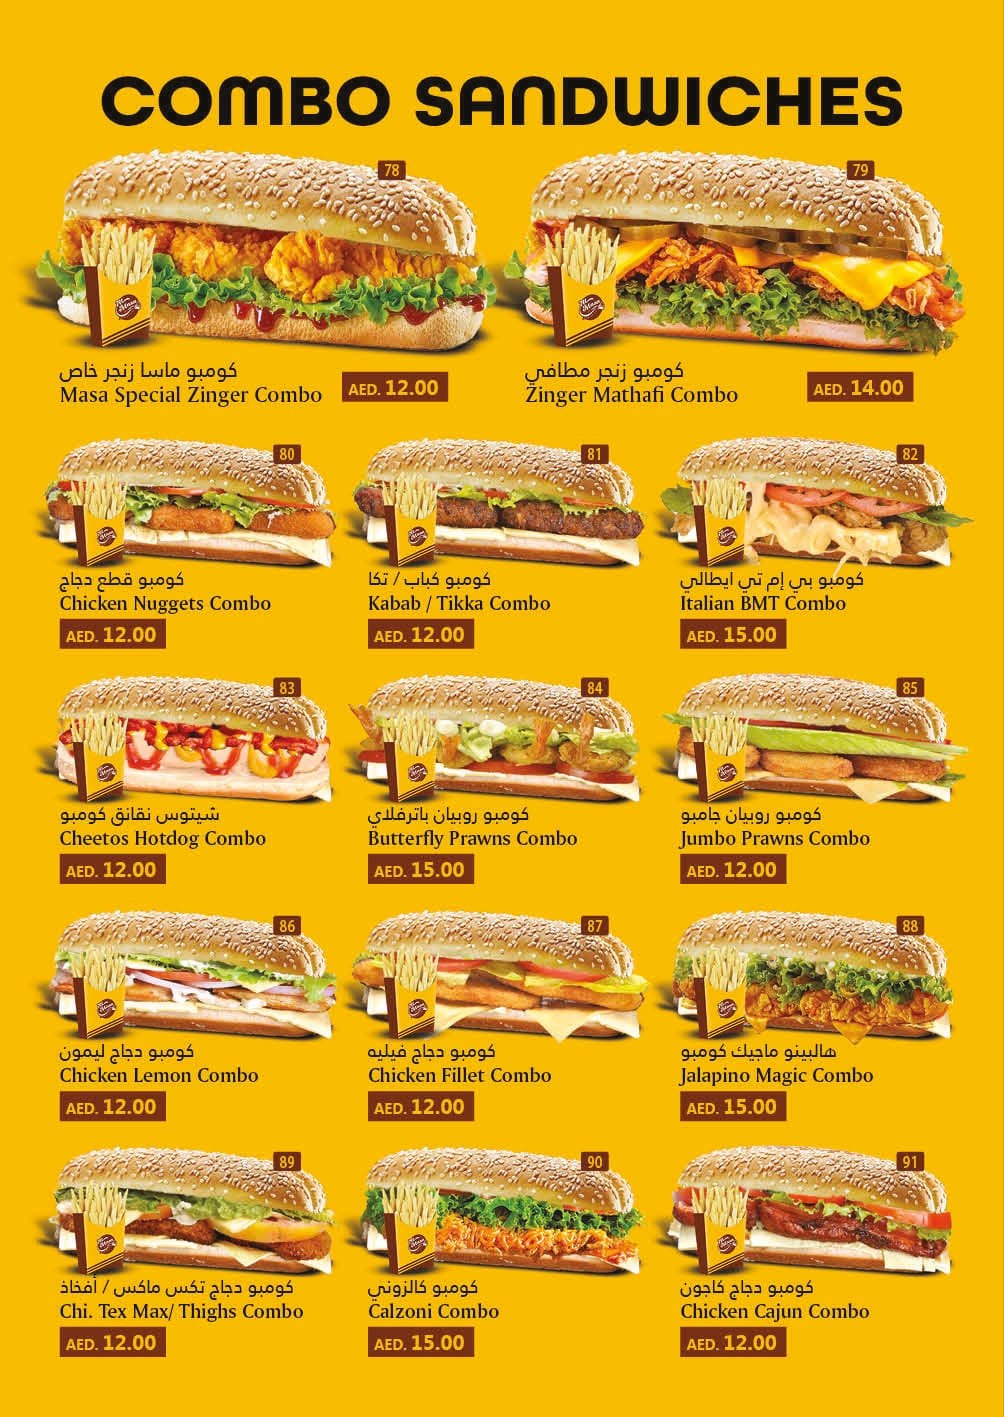 COMBO SANDWICHES
78
كومبو ماسا زنجر خاص
Masa Special Zinger Combo
AED. 12.00
79
كومبو زنجر مطافي
Zinger Mathafi Combo
AED. 14.00
80
كومبو قطع دجاج
Chicken Nuggets Combo
AED. 12.00
81
كومبو كباب / تكا
Kabab / Tikka Combo
AED. 12.00
82
كومبو بي إم تي ايطالي
Italian BMT Combo
AED. 15.00
83
شيتوس نقانق كومبو
Cheetos Hotdog Combo
AED. 12.00
84
كومبو روبيان باترفلاي
Butterfly Prawns Combo
AED. 15.00
85
كومبو روبيان جامبو
Jumbo Prawns Combo
AED. 12.00
86
كومبو دجاج ليمون
Chicken Lemon Combo
AED. 12.00
87
كومبو دجاج فيليه
Chicken Fillet Combo
AED. 12.00
88
هالبينو ماجيك كومبو
Jalapino Magic Combo
AED. 15.00
89
كومبو دجاج تكس ماكس / أفخاذ
Chi. Tex Max/ Thighs Combo
AED. 12.00
90
كومبو كالزوني
Calzoni Combo
AED. 15.00
91
كومبو دجاج كاجون
Chicken Cajun Combo
AED. 12.00